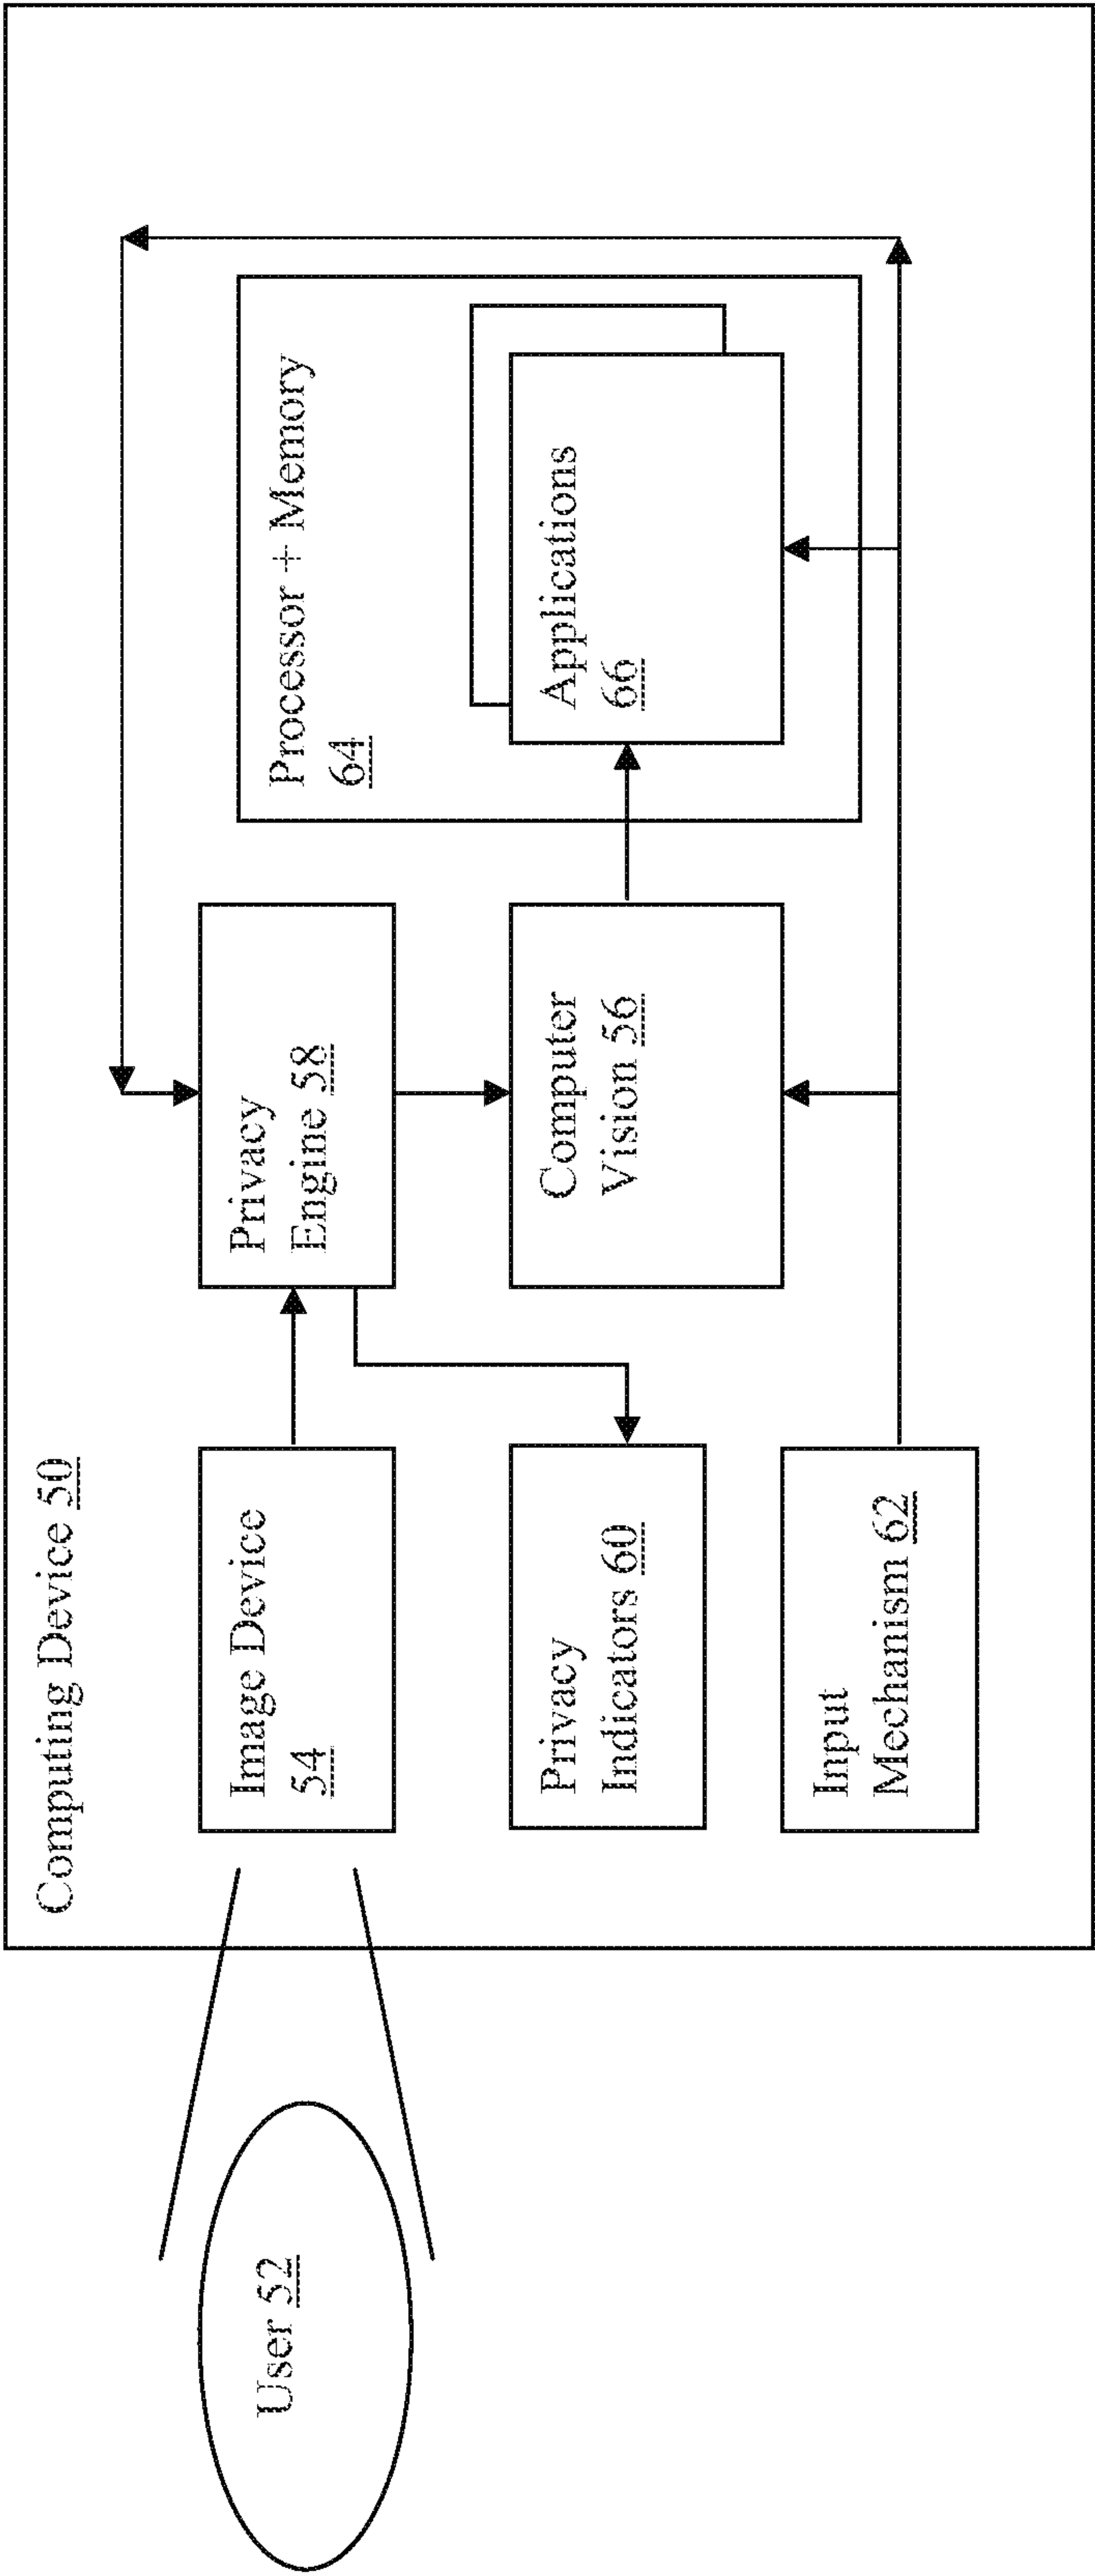 Computing Device 50
User 52
Image Device
54
Privacy
Engine 58
Processor + Memory
64
Privacy
Indicators 60
Computer
Vision 56
Applications
66
Input
Mechanism 62